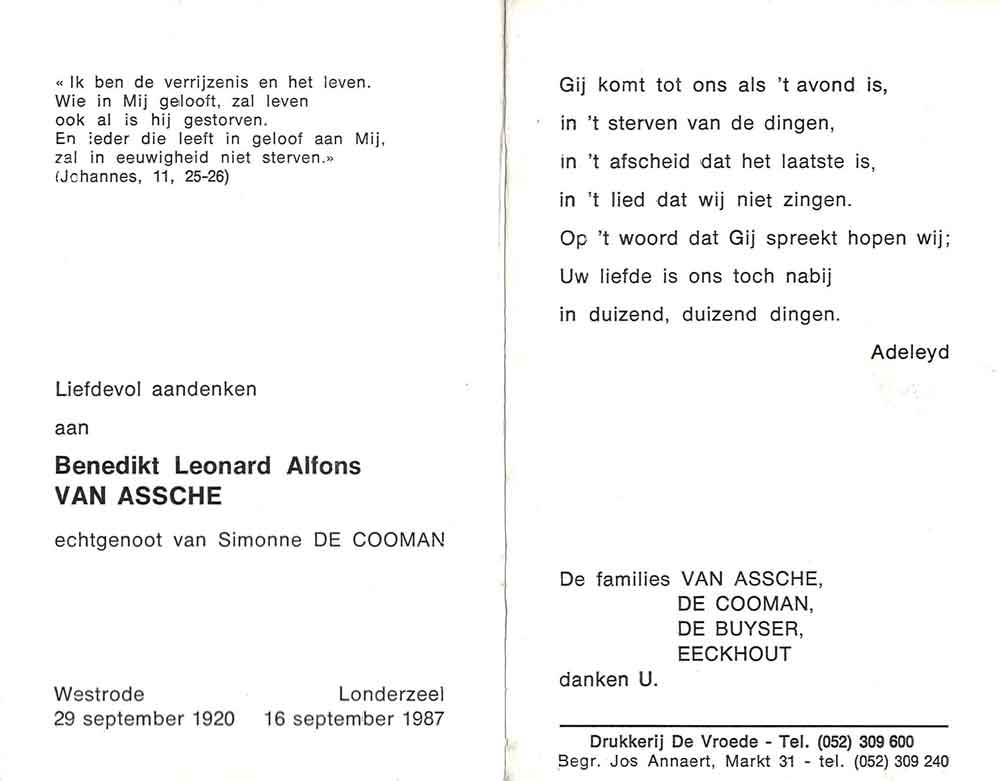 « Ik ben de verrijzenis en het leven.
Wie in Mij gelooft, zal leven
ook al is hij gestorven.
En ieder die leeft in geloof aan Mij,
zal in eeuwigheid niet sterven.»
(Johannes, 11, 25-26)
Liefdevol aandenken
aan
Benedikt Leonard Alfons
VAN ASSCHE
echtgenoot van Simonne DE COOMAN
Westrode Londerzeel
29 september 1920 16 september 1987
Gij komt tot ons als 't avond is,
in 't sterven van de dingen,
in 't afscheid dat het laatste is,
in 't lied dat wij niet zingen.
Op 't woord dat Gij spreekt hopen wij;
Uw liefde is ons toch nabij
in duizend, duizend dingen.
Adeleyd
De families VAN ASSCHE,
DE COOMAN,
DE BUYSER,
EECKHOUT
danken U.
Drukkerij De Vroede - Tel. (052) 309 600
Begr. Jos Annaert, Markt 31 - tel. (052) 309 240